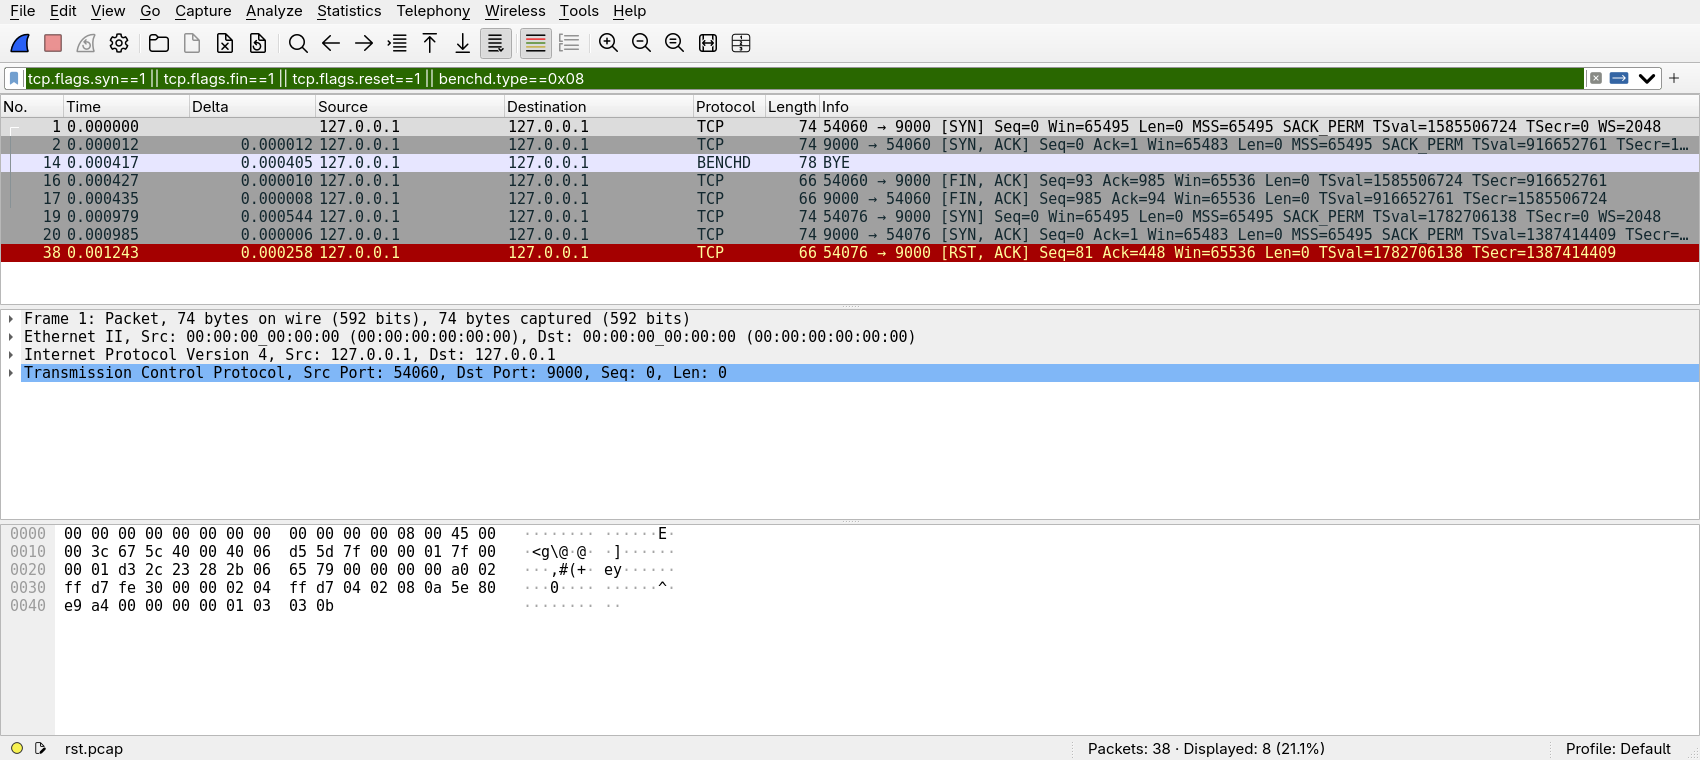 File Edit View Go Capture Analyze Statistics Telephony Wireless Tools Help
tcp.flags.syn==1 || tcp.flags.fin==1 || tcp.flags.reset==1 || benchd.type==0x08
No. Time Delta Source Destination Protocol Length Info
1 0.000000 127.0.0.1 127.0.0.1 TCP 74 54060 → 9000 [SYN] Seq=0 Win=65495 Len=0 MSS=65495 SACK_PERM TSval=1585506724 TSecr=0 WS=2048
2 0.000012 0.000012 127.0.0.1 127.0.0.1 TCP 74 9000 → 54060 [SYN, ACK] Seq=0 Ack=1 Win=65483 Len=0 MSS=65495 SACK_PERM TSval=916652761 TSecr=1…
14 0.000417 0.000405 127.0.0.1 127.0.0.1 BENCHD 78 BYE
16 0.000427 0.000010 127.0.0.1 127.0.0.1 TCP 66 54060 → 9000 [FIN, ACK] Seq=93 Ack=985 Win=65536 Len=0 TSval=1585506724 TSecr=916652761
17 0.000435 0.000008 127.0.0.1 127.0.0.1 TCP 66 9000 → 54060 [FIN, ACK] Seq=985 Ack=94 Win=65536 Len=0 TSval=916652761 TSecr=1585506724
19 0.000979 0.000544 127.0.0.1 127.0.0.1 TCP 74 54076 → 9000 [SYN] Seq=0 Win=65495 Len=0 MSS=65495 SACK_PERM TSval=1782706138 TSecr=0 WS=2048
20 0.000985 0.000006 127.0.0.1 127.0.0.1 TCP 74 9000 → 54076 [SYN, ACK] Seq=0 Ack=1 Win=65483 Len=0 MSS=65495 SACK_PERM TSval=1387414409 TSecr=…
38 0.001243 0.000258 127.0.0.1 127.0.0.1 TCP 66 54076 → 9000 [RST, ACK] Seq=81 Ack=448 Win=65536 Len=0 TSval=1782706138 TSecr=1387414409
Frame 1: Packet, 74 bytes on wire (592 bits), 74 bytes captured (592 bits)
Ethernet II, Src: 00:00:00_00:00:00 (00:00:00:00:00:00), Dst: 00:00:00_00:00:00 (00:00:00:00:00:00)
Internet Protocol Version 4, Src: 127.0.0.1, Dst: 127.0.0.1
Transmission Control Protocol, Src Port: 54060, Dst Port: 9000, Seq: 0, Len: 0
0000 00 00 00 00 00 00 00 00 00 00 00 00 08 00 45 00 ········ ······E·
0010 00 3c 67 5c 40 00 40 06 d5 5d 7f 00 00 01 7f 00 ·<g\@·@· ·]······
0020 00 01 d3 2c 23 28 2b 06 65 79 00 00 00 00 a0 02 ···,#(+· ey······
0030 ff d7 fe 30 00 00 02 04 ff d7 04 02 08 0a 5e 80 ···0···· ······^·
0040 e9 a4 00 00 00 00 01 03 03 0b ········ ··
rst.pcap Packets: 38 · Displayed: 8 (21.1%) Profile: Default